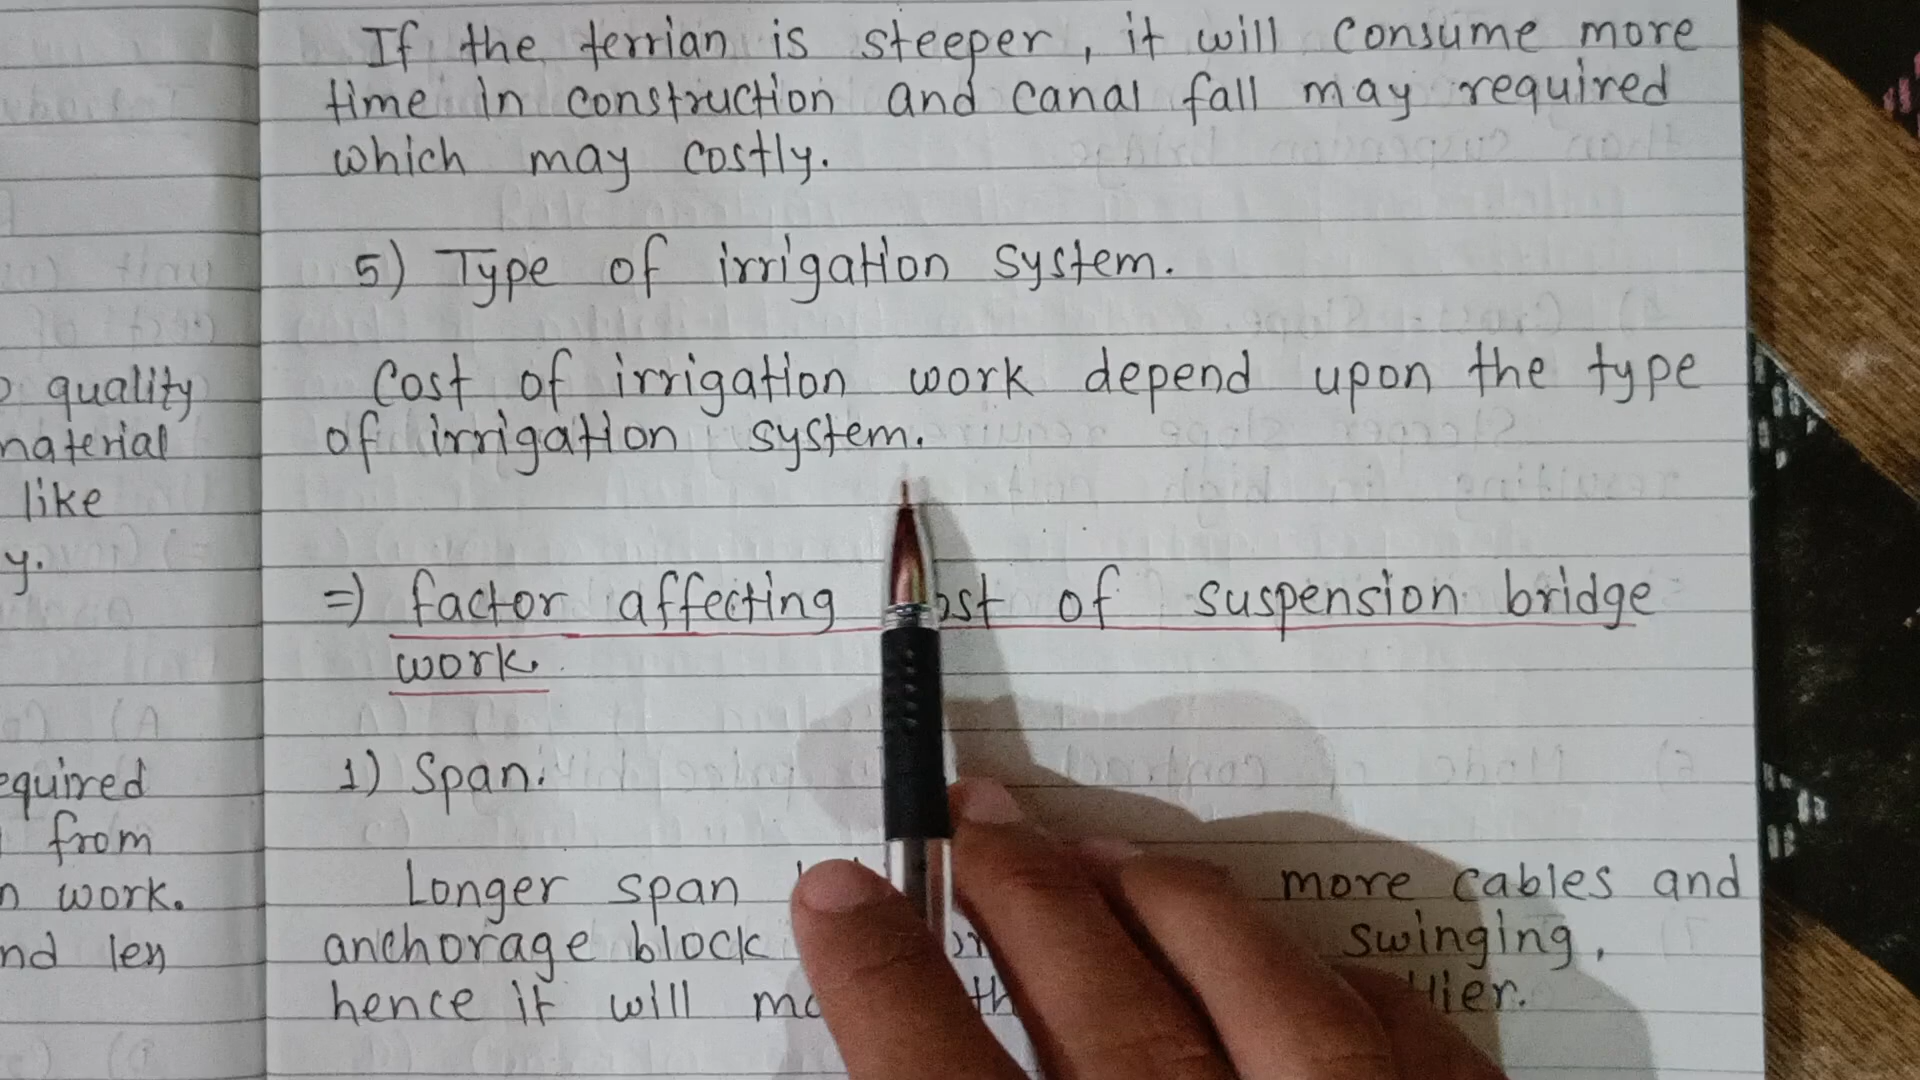 If the terrian is steeper, it will consume more
time in construction and canal fall may required
which may costly.
5) Type of irrigation system.
Cost of irrigation work depend upon the type
of irrigation system.
=) factor affecting of suspension bridge
work.
1) Span.
Longer span more cables and
anchorage block swinging,
hence it will
quality
material
like
y.
from
work.